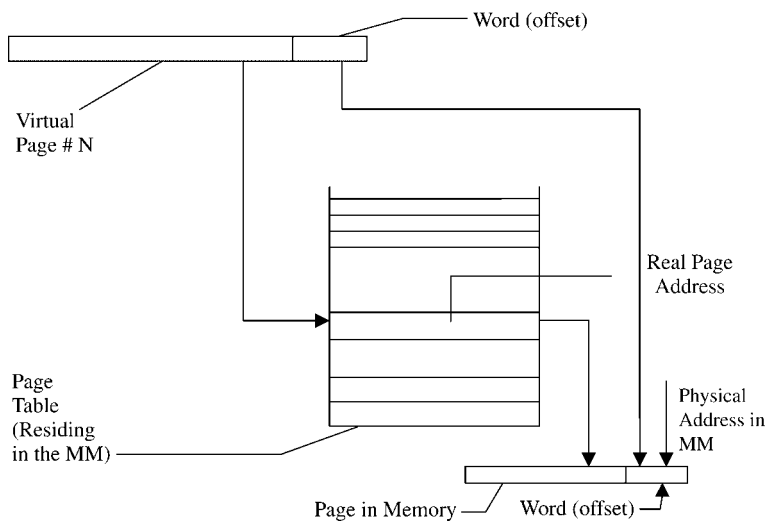 Word (offset)
Virtual
Page # N
Real Page
Address
Page
Table
(Residing
in the MM)
Physical
Address in
MM
Page in Memory
Word (offset)